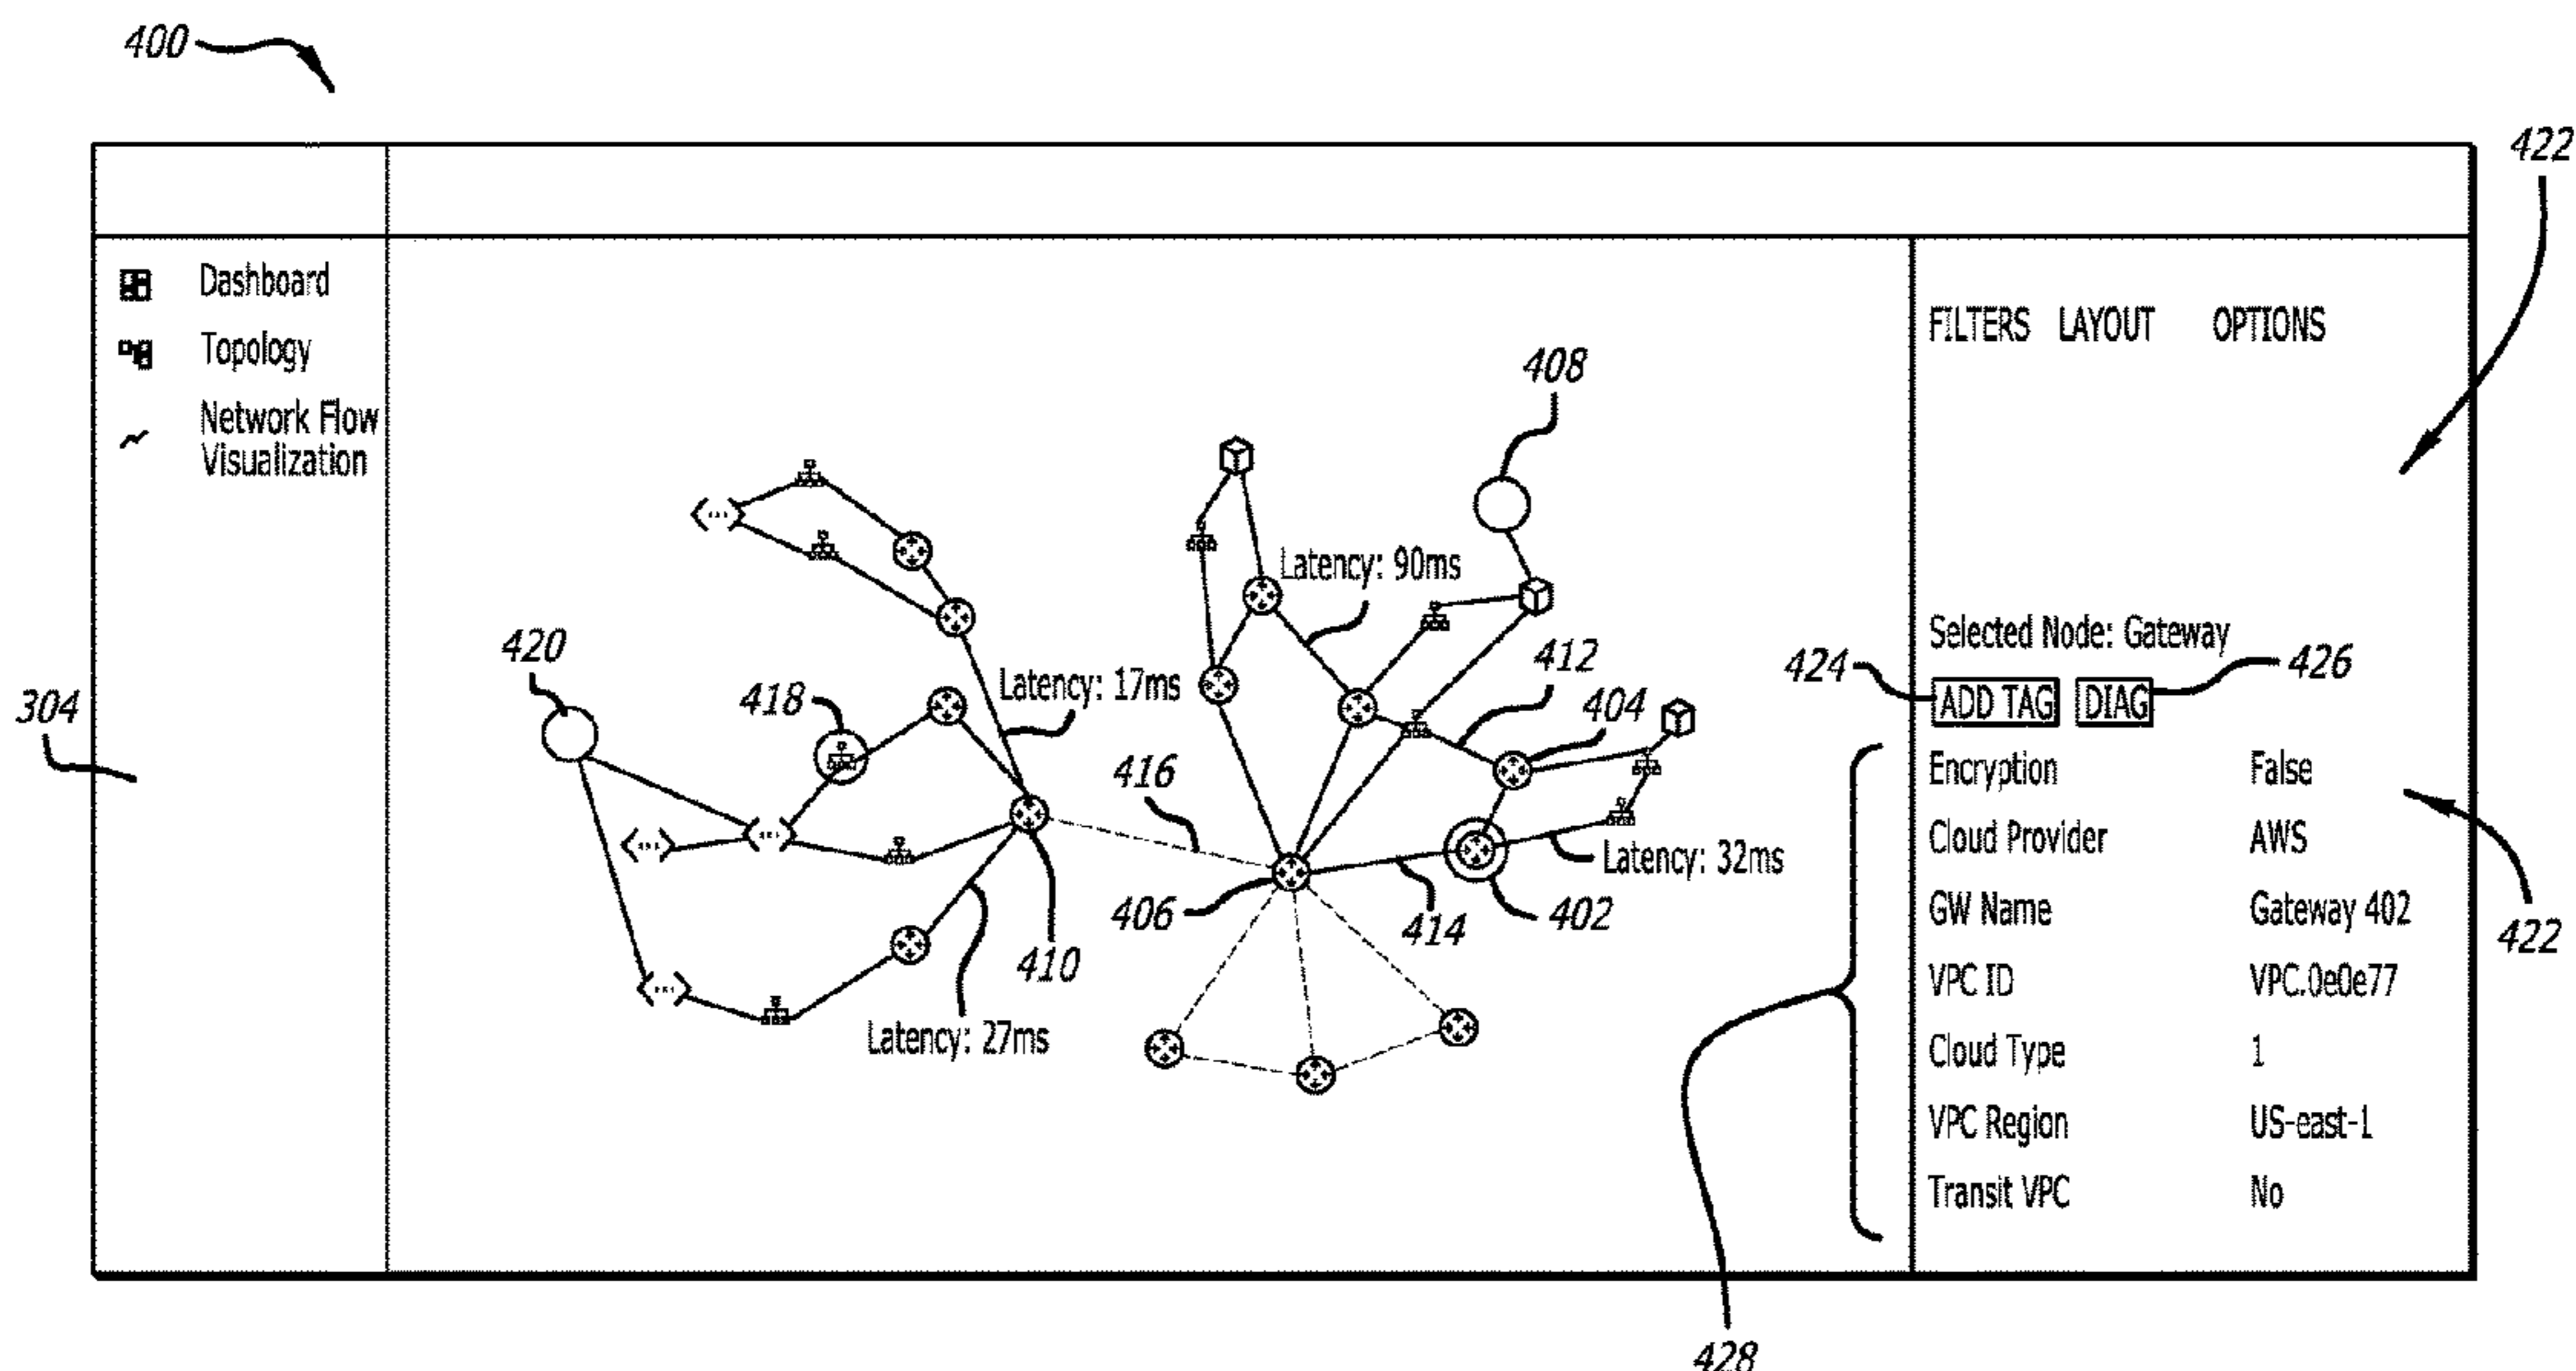 400
422
Dashboard
Topology
Network Flow
Visualization
FILTERS LAYOUT OPTIONS
408
Latency: 90ms
420
418
Latency: 17ms
412
404
304
416
406
414
402
Latency: 32ms
410
Latency: 27ms
Selected Node: Gateway
424
426
ADD TAG DIAG
Encryption False
Cloud Provider AWS
GW Name Gateway 402
422
VPC ID VPC.0e0e77
Cloud Type 1
VPC Region US-east-1
Transit VPC No
428